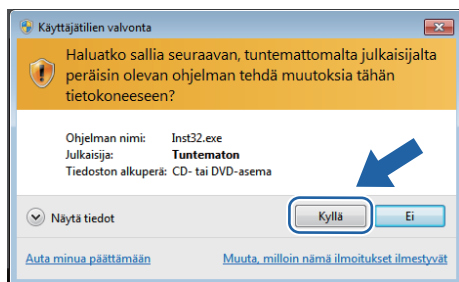 Käyttäjätilien valvonta
Haluatko sallia seuraavan, tuntemattomalta julkaisijalta
peräisin olevan ohjelman tehdä muutoksia tähän
tietokoneeseen?
Ohjelman nimi: Inst32.exe
Julkaisija: Tuntematon
Tiedoston alkuperä: CD- tai DVD-asema
Näytä tiedot
Kyllä
Ei
Auta minua päättämään
Muuta, milloin nämä ilmoitukset ilmestyvät